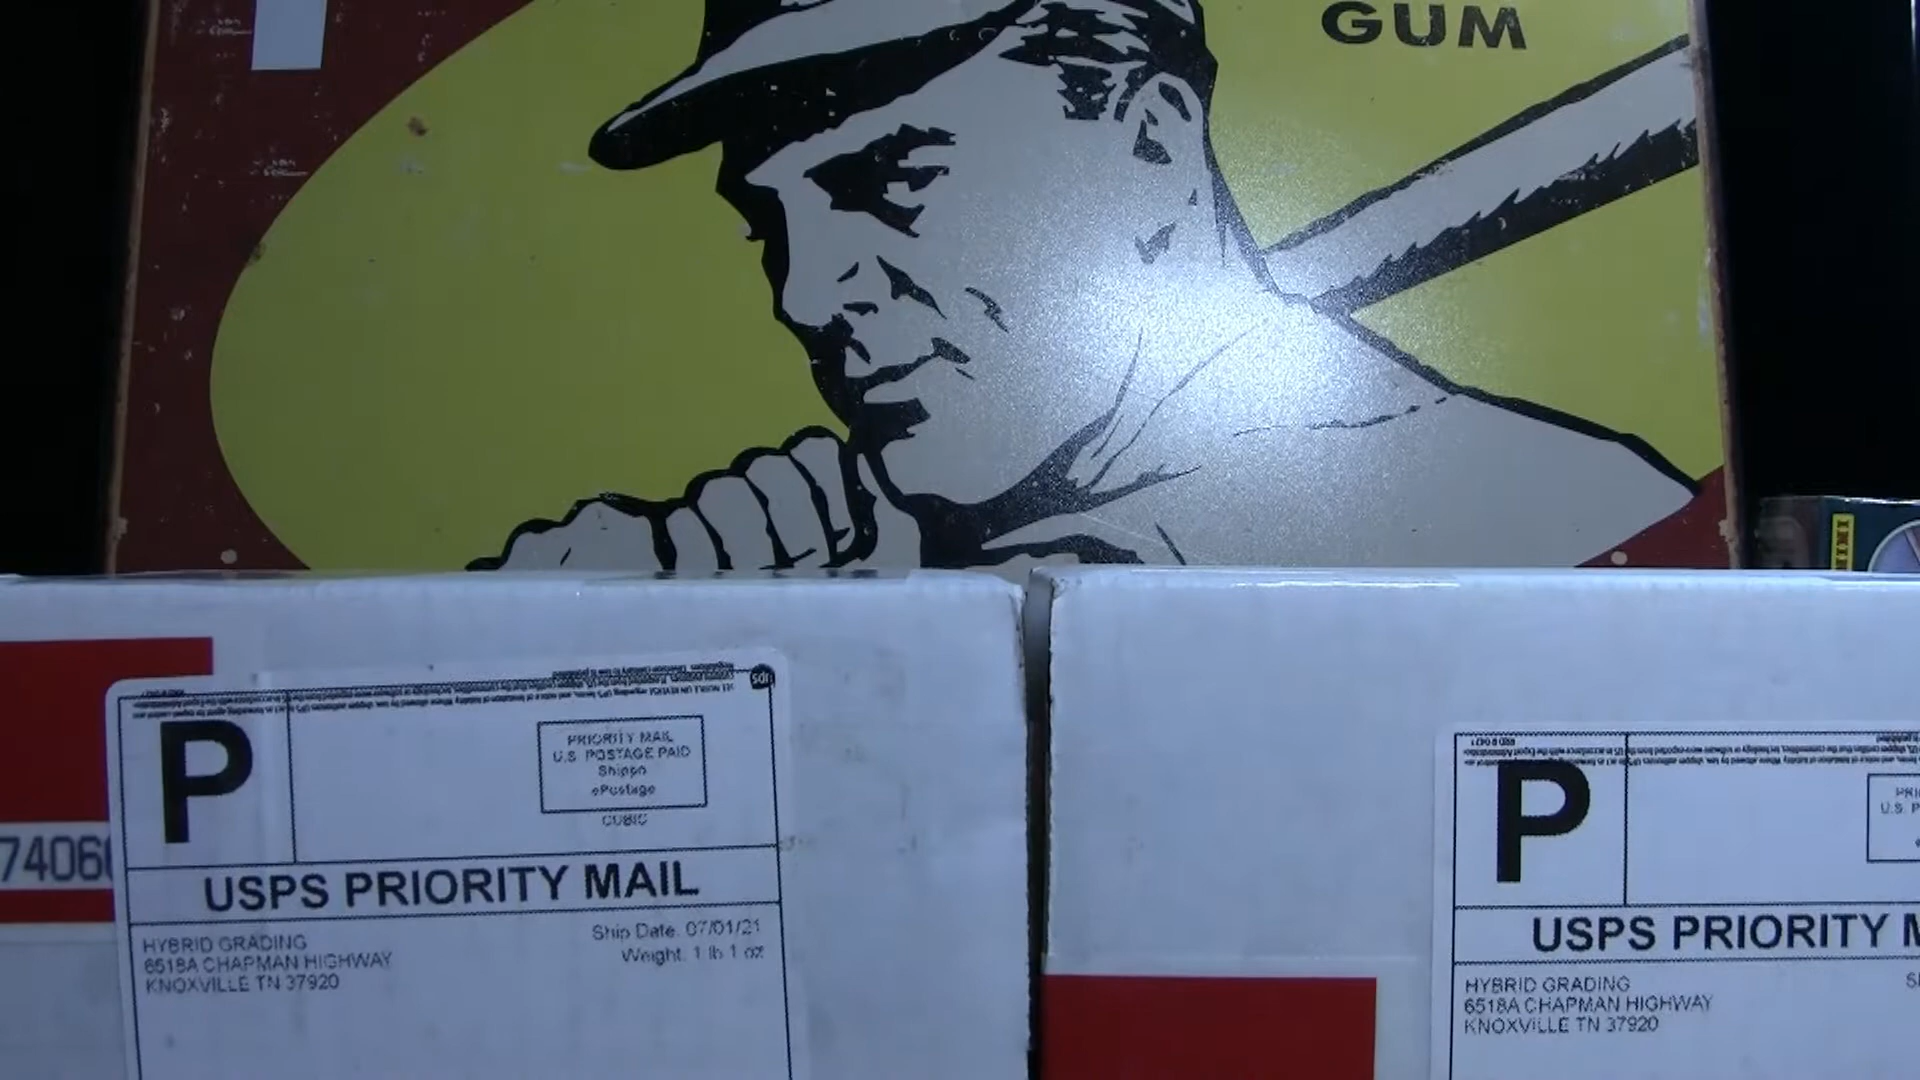 GUM
P
PRIORITY MAIL
U.S. POSTAGE PAID
Shippo
ePostage
CUBIC
USPS PRIORITY MAIL
HYBRID GRADING
6518A CHAPMAN HIGHWAY
KNOXVILLE TN 37920
Ship Date: 07/01/21
Weight: 1 lb 1 oz
7406
P
PRI
U.S. P
USPS PRIORITY M
HYBRID GRADING
6518A CHAPMAN HIGHWAY
KNOXVILLE TN 37920